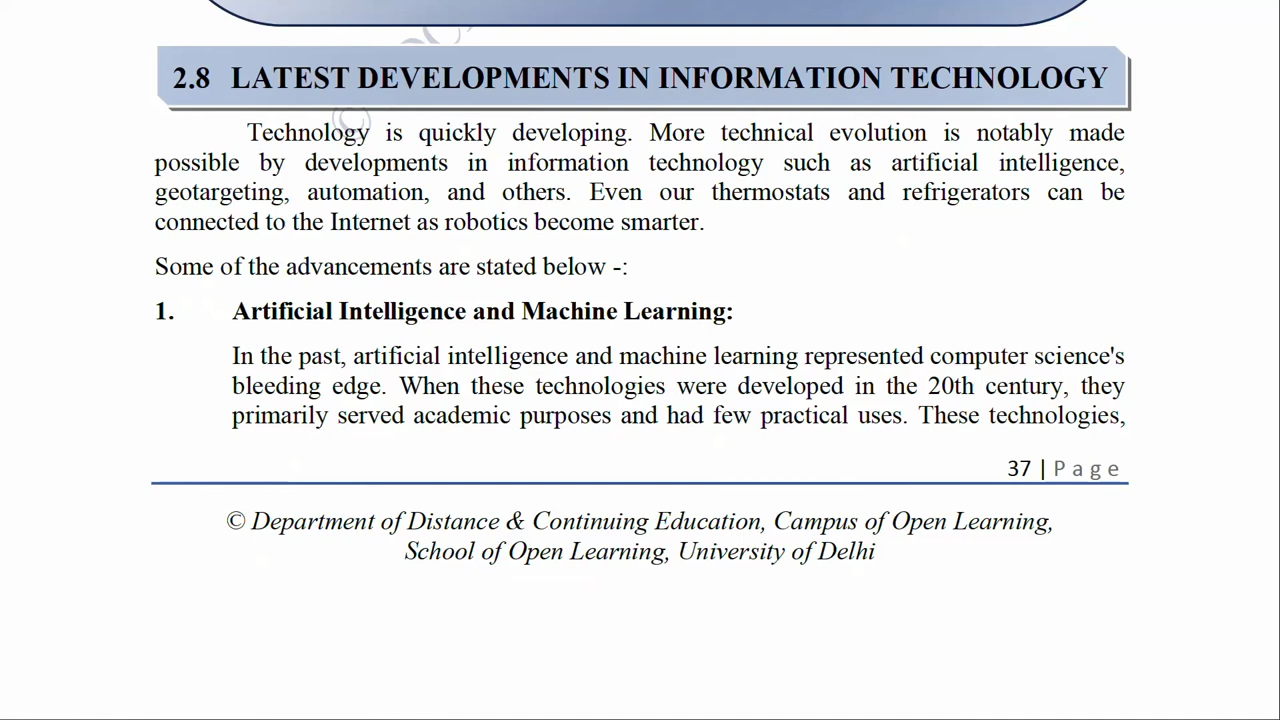 2.8 LATEST DEVELOPMENTS IN INFORMATION TECHNOLOGY
Technology is quickly developing. More technical evolution is notably made
possible by developments in information technology such as artificial intelligence,
geotargeting, automation, and others. Even our thermostats and refrigerators can be
connected to the Internet as robotics become smarter.
Some of the advancements are stated below -:
1. Artificial Intelligence and Machine Learning:
In the past, artificial intelligence and machine learning represented computer science's
bleeding edge. When these technologies were developed in the 20th century, they
primarily served academic purposes and had few practical uses. These technologies,
37 | Page
© Department of Distance & Continuing Education, Campus of Open Learning,
School of Open Learning, University of Delhi